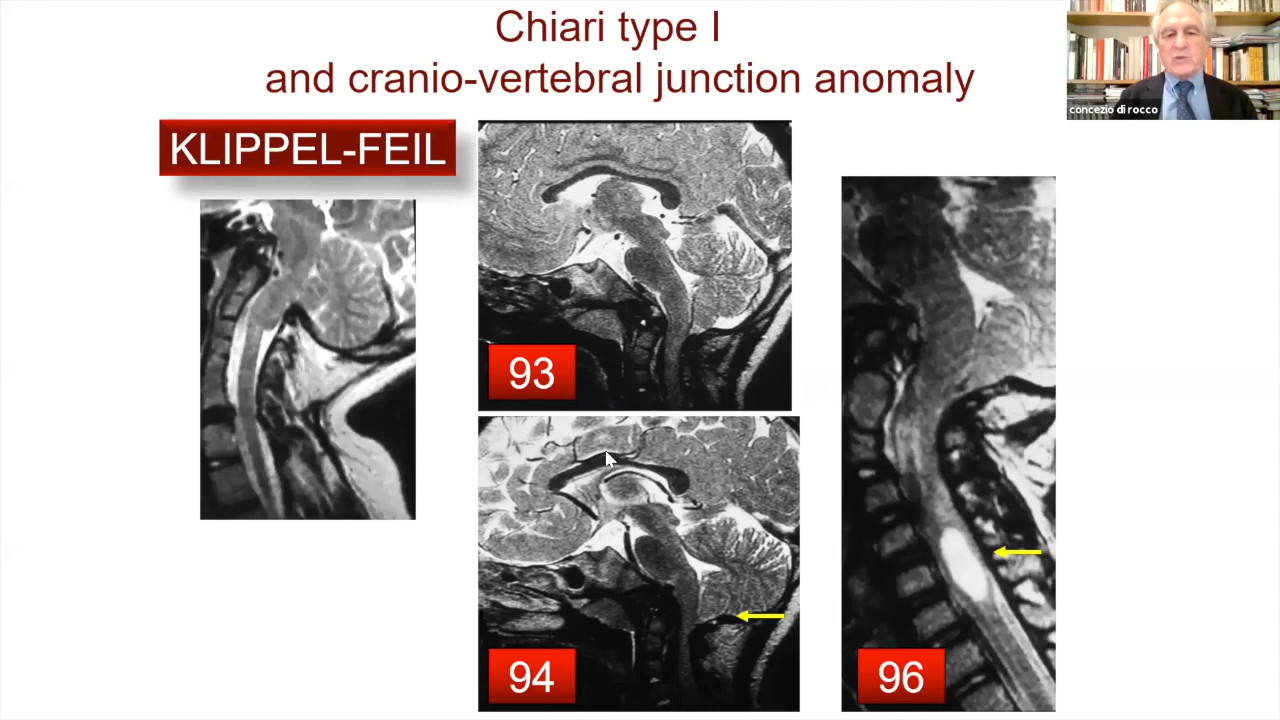 Chiari type I
and cranio-vertebral junction anomaly
concezio di rocco
KLIPPEL-FEIL
93
94
96